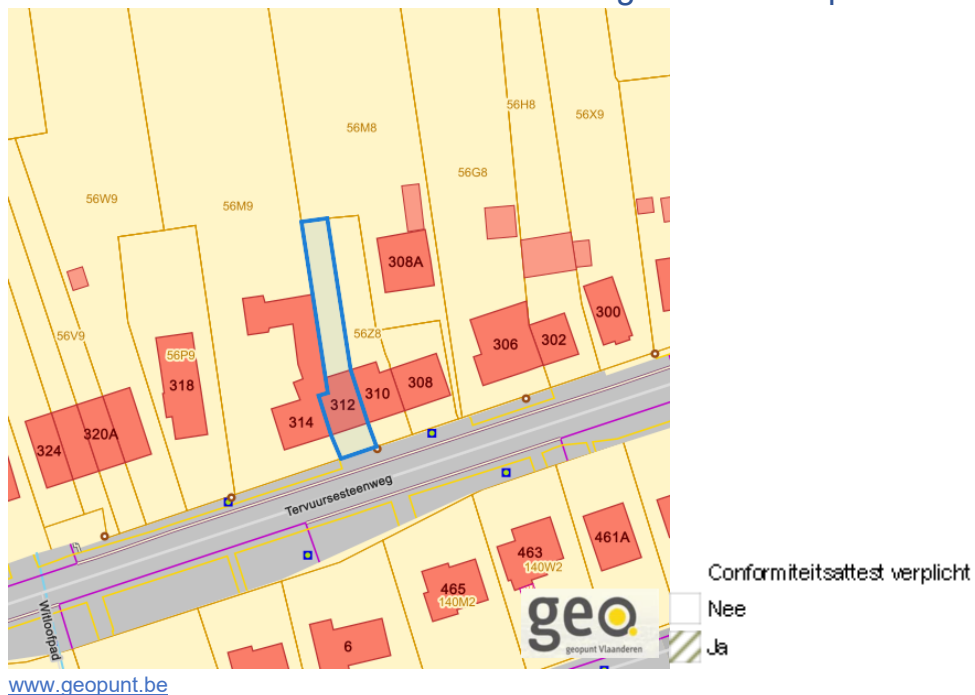 56H8
56X9
56M8
56G8
56W9
56M9
308A
300
56V9
56Z8
56P9
306
302
318
308
310
312
314
320A
324
Tervuursesteenweg
461A
463
140W2
465
140M2
Witloofpad
6
geo
geopunt Vlaanderen
Conformiteitsattest verplicht
Nee
Ja
www.geopunt.be